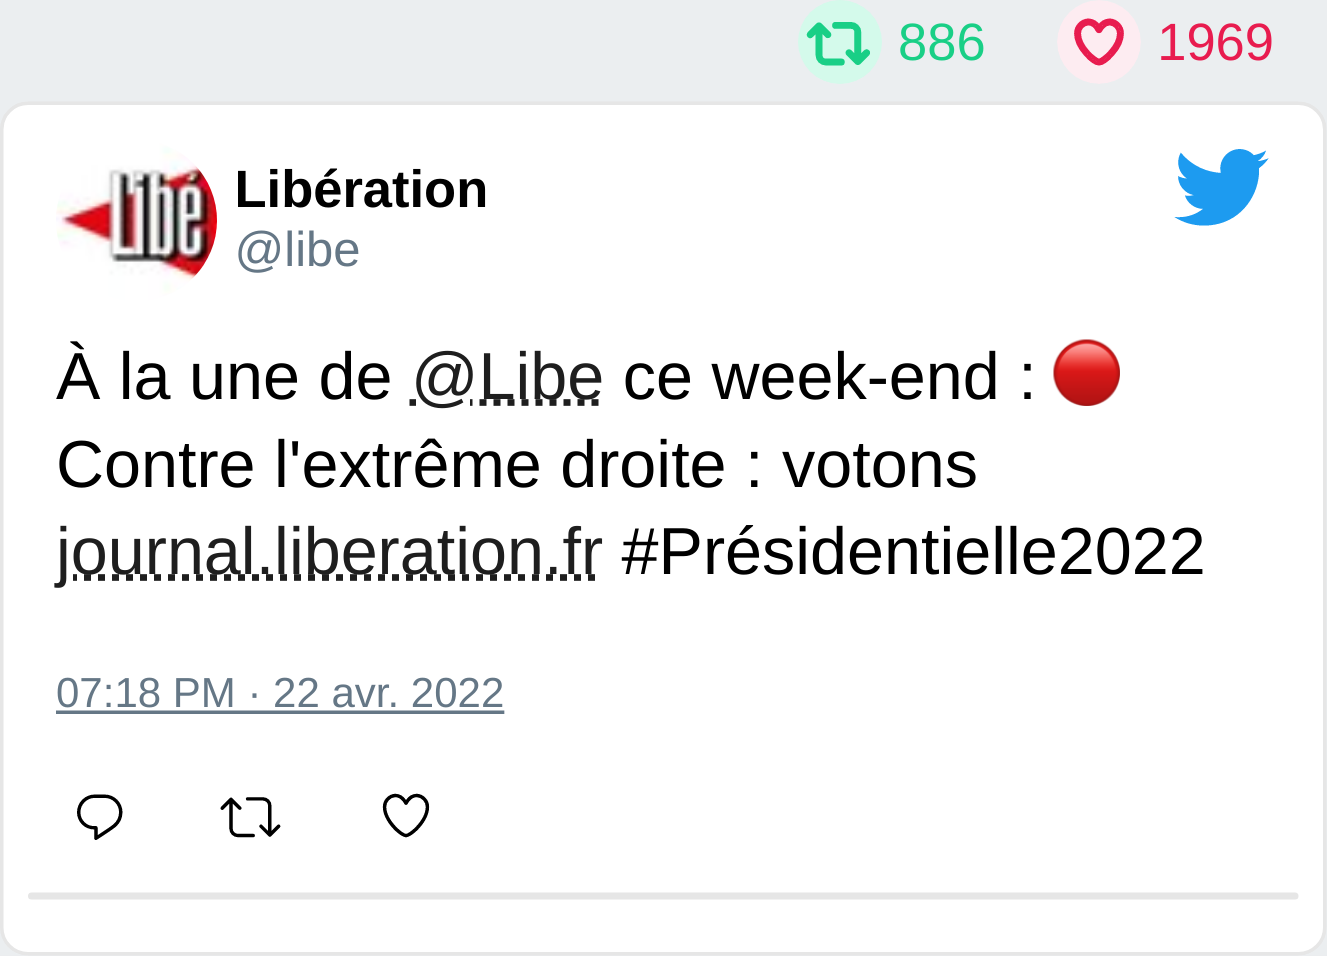 886 1969
Libé
Libération
@libe
À la une de @Libe ce week-end : 🔴
Contre l'extrême droite : votons
journal.liberation.fr #Présidentielle2022
07:18 PM · 22 avr. 2022